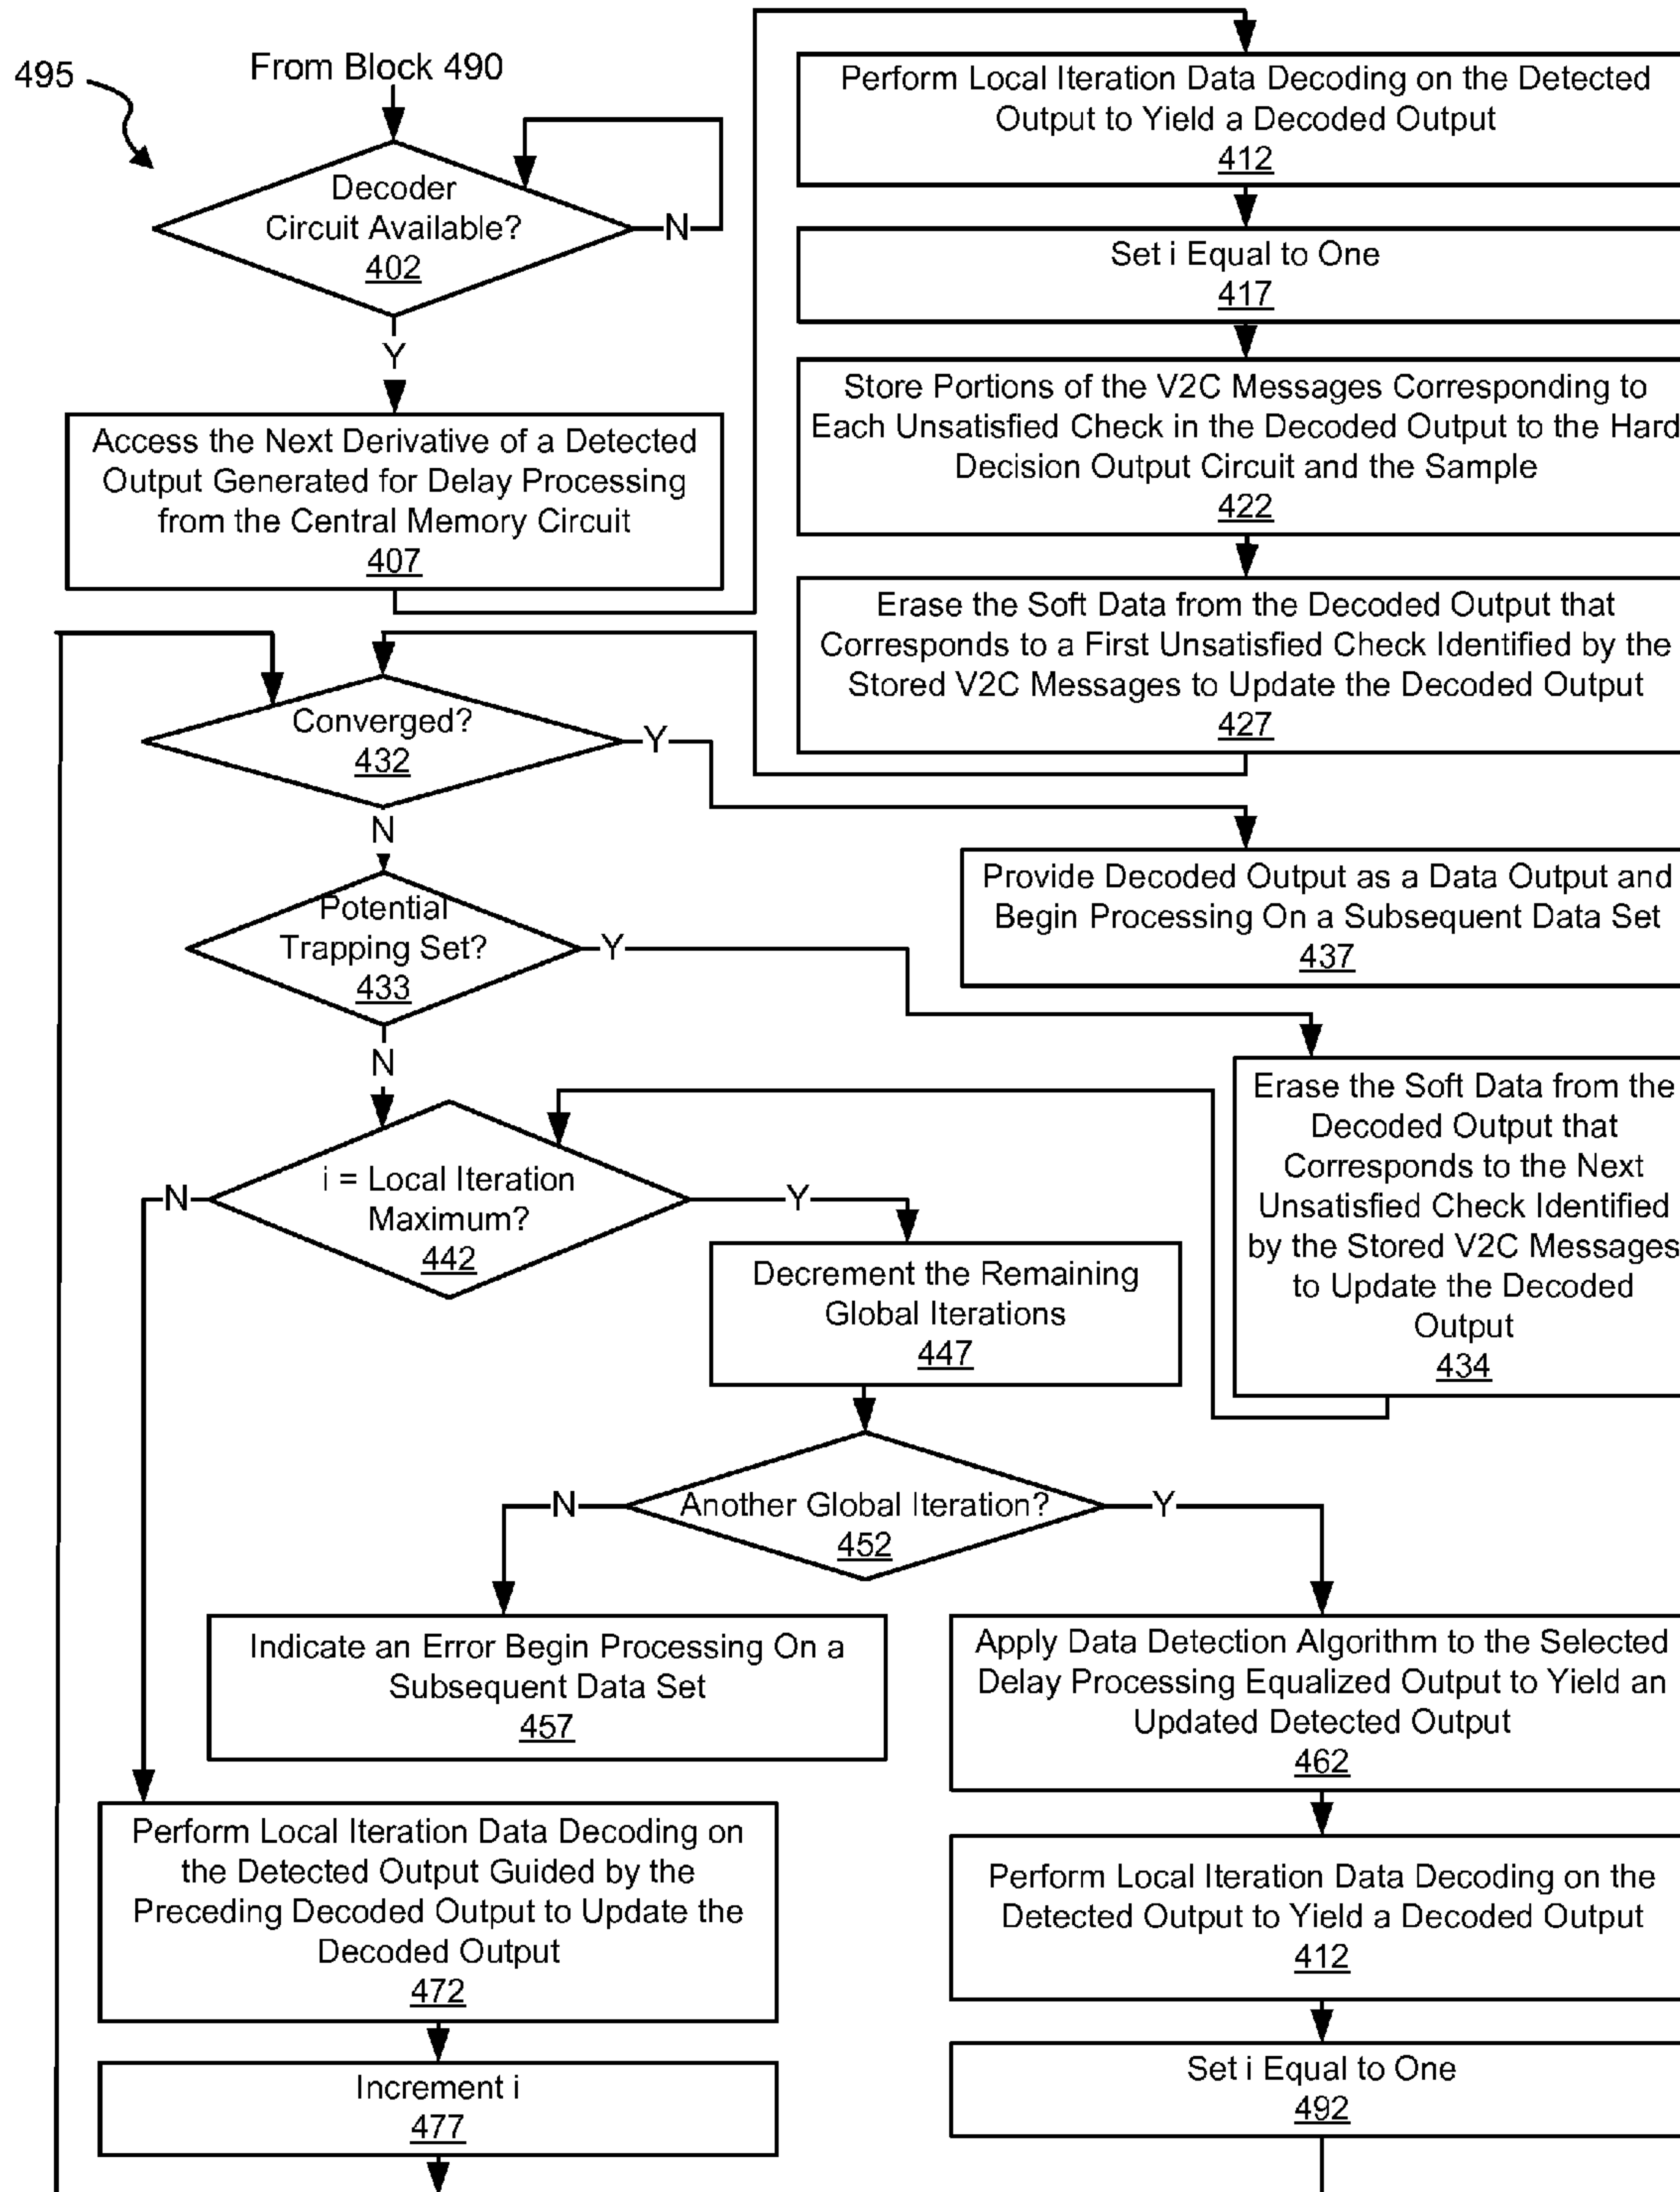 495
From Block 490
Decoder
Circuit Available?
402
N
Y
Access the Next Derivative of a Detected
Output Generated for Delay Processing
from the Central Memory Circuit
407
Perform Local Iteration Data Decoding on the Detected
Output to Yield a Decoded Output
412
Set i Equal to One
417
Store Portions of the V2C Messages Corresponding to
Each Unsatisfied Check in the Decoded Output to the Hard
Decision Output Circuit and the Sample
422
Erase the Soft Data from the Decoded Output that
Corresponds to a First Unsatisfied Check Identified by the
Stored V2C Messages to Update the Decoded Output
427
Converged?
432
Y
N
Provide Decoded Output as a Data Output and
Begin Processing On a Subsequent Data Set
437
Potential
Trapping Set?
433
Y
N
Erase the Soft Data from the
Decoded Output that
Corresponds to the Next
Unsatisfied Check Identified
by the Stored V2C Messages
to Update the Decoded
Output
434
i = Local Iteration
Maximum?
442
N
Y
Decrement the Remaining
Global Iterations
447
Another Global Iteration?
452
N
Y
Indicate an Error Begin Processing On a
Subsequent Data Set
457
Apply Data Detection Algorithm to the Selected
Delay Processing Equalized Output to Yield an
Updated Detected Output
462
Perform Local Iteration Data Decoding on
the Detected Output Guided by the
Preceding Decoded Output to Update the
Decoded Output
472
Perform Local Iteration Data Decoding on the
Detected Output to Yield a Decoded Output
412
Increment i
477
Set i Equal to One
492